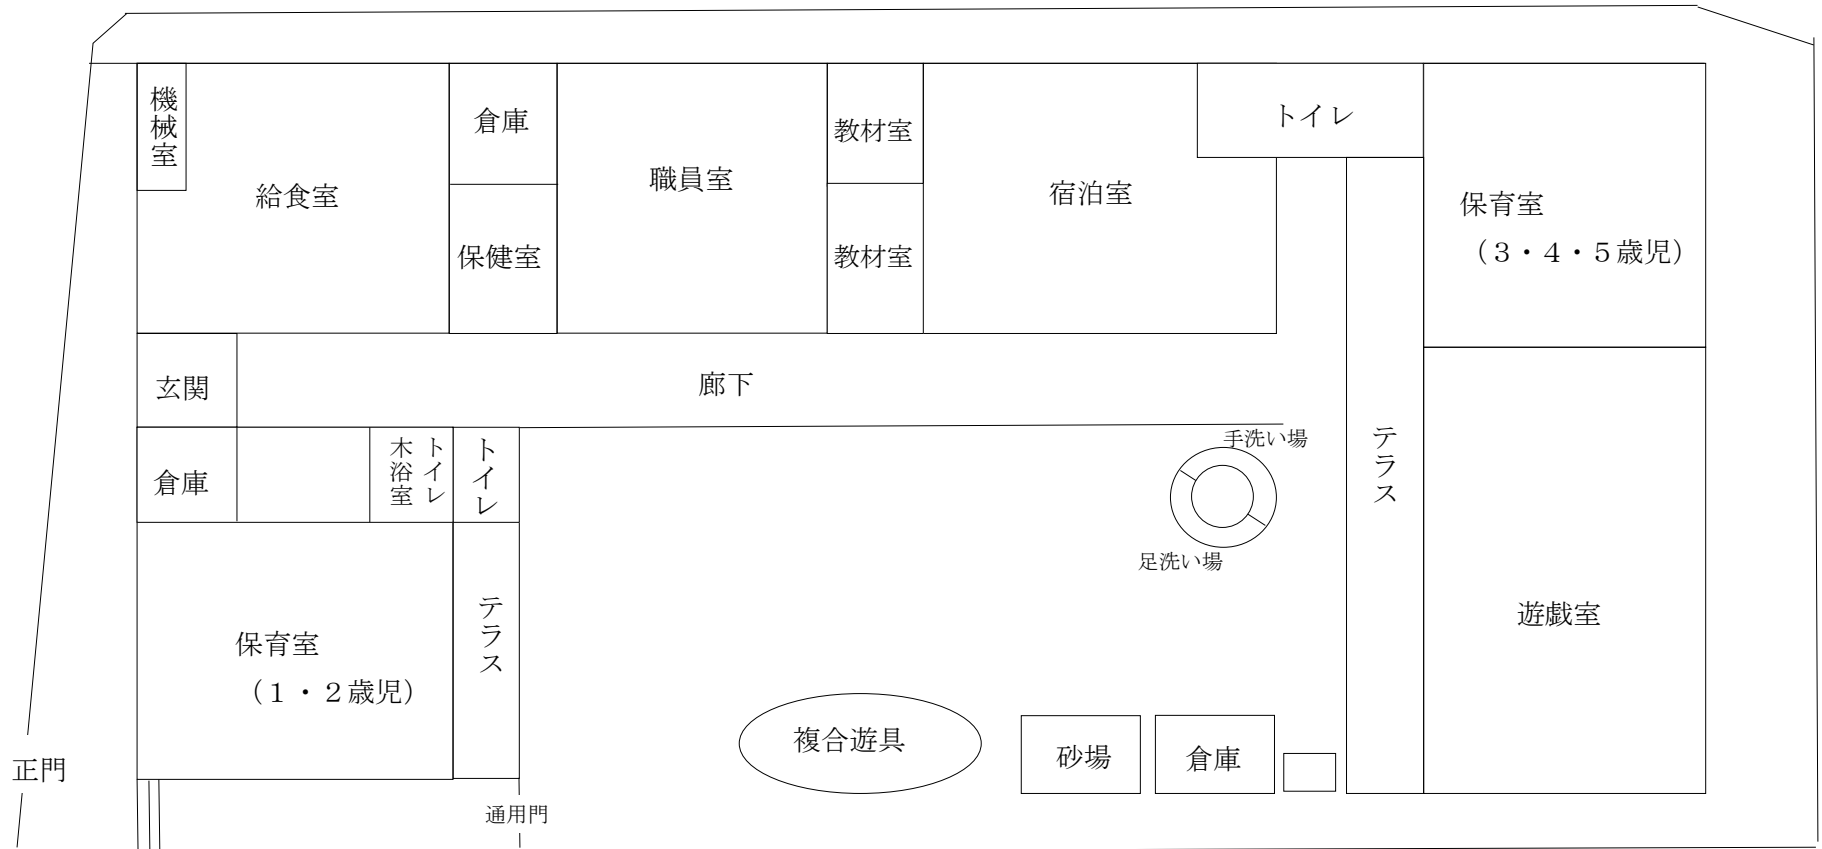 機械室
給食室
倉庫
保健室
職員室
教材室
教材室
宿泊室
トイレ
保育室
（３・４・５歳児）
玄関
廊下
倉庫
トイレ
木浴室
トイレ
手洗い場
足洗い場
テラス
遊戯室
保育室
（１・２歳児）
テラス
複合遊具
砂場
倉庫
正門
通用門